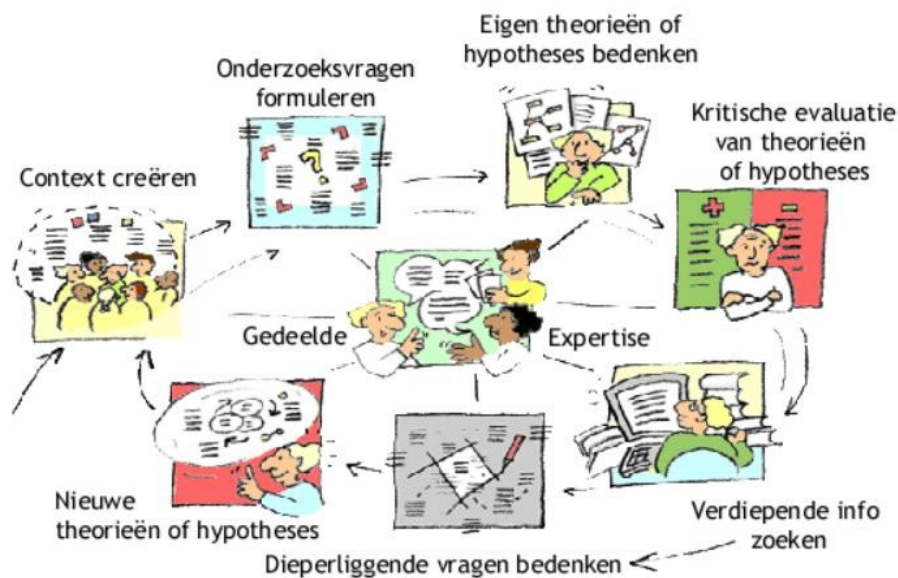 Eigen theorieën of
hypotheses bedenken
Onderzoeksvragen
formuleren
Kritische evaluatie
van theorieën
of hypotheses
Context creëren
?
Gedeelde
Expertise
Nieuwe
theorieën of hypotheses
Verdiepende info
zoeken
Dieperliggende vragen bedenken